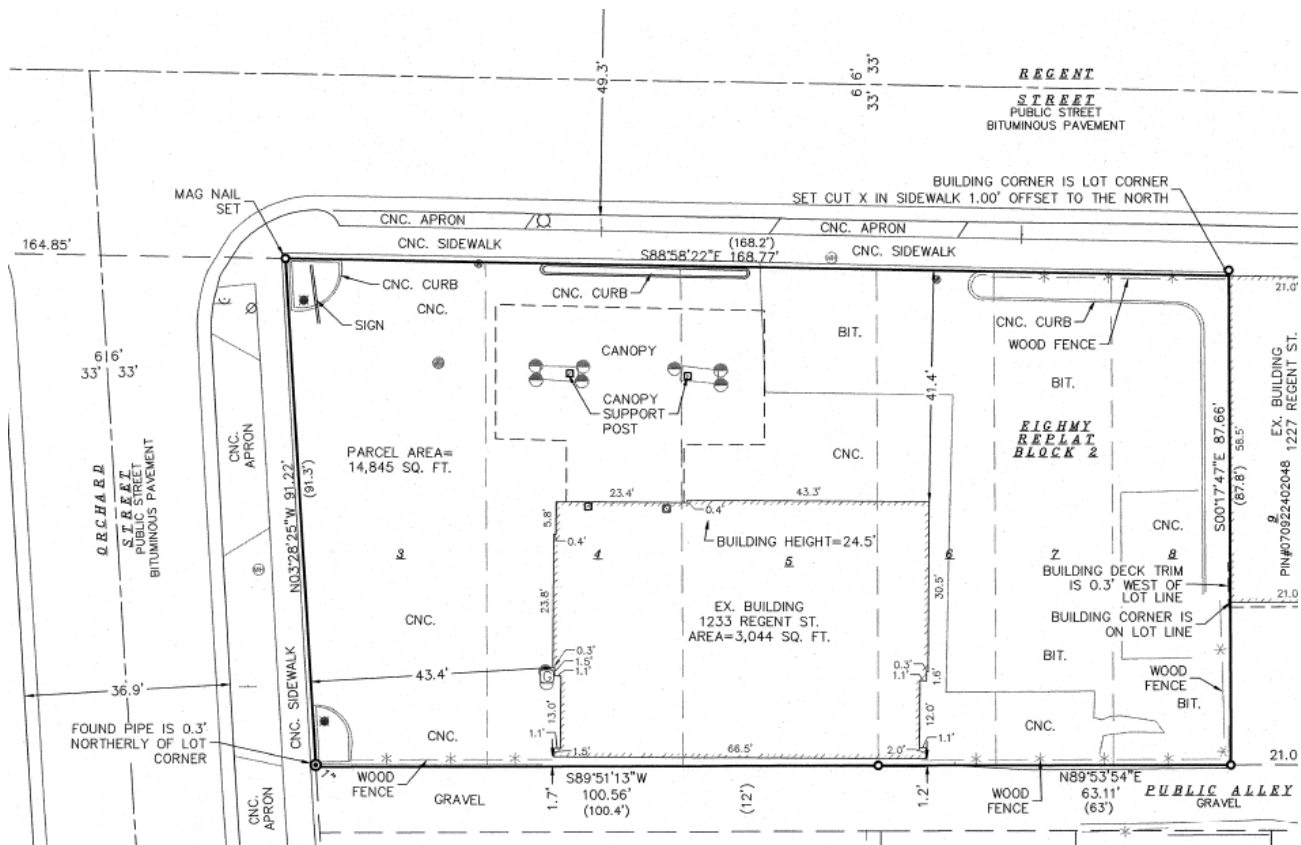 49.3'
6'6'
33'
33'
REGENT
STREET
PUBLIC STREET
BITUMINOUS PAVEMENT
BUILDING CORNER IS LOT CORNER
SET CUT X IN SIDEWALK 1.00' OFFSET TO THE NORTH
MAG NAIL
SET
CNC. APRON
CNC. APRON
164.85'
CNC. SIDEWALK
(168.2')
S88°58'22"E 168.77'
CNC. SIDEWALK
CNC. CURB
CNC.
SIGN
CNC. CURB
21.0'
CNC. CURB
WOOD FENCE
BIT.
CANOPY
CANOPY
SUPPORT
POST
41.4'
BIT.
66'
33' 33'
ORCHARD
STREET
PUBLIC STREET
BITUMINOUS PAVEMENT
CNC.
APRON
N03°28'25"W 91.22'
(91.3')
PARCEL AREA=
14,845 SQ. FT.
EIGHMY
REPLAT
BLOCK 2
CNC.
S00°17'47"E 87.66'
(87.8')
58.5'
EX. BUILDING
1227 REGENT ST.
9
PIN#070922402048
23.4'
43.3'
0.4'
5.8'
0.4'
BUILDING HEIGHT=24.5'
CNC.
3
4
5
6
7
8
BUILDING DECK TRIM
IS 0.3' WEST OF
LOT LINE
21.0'
BUILDING CORNER IS
ON LOT LINE
23.8'
30.5'
EX. BUILDING
1233 REGENT ST.
AREA=3,044 SQ. FT.
CNC.
0.3'
1.5'
1.1'
G
0.3'
1.1'
1.6'
BIT.
WOOD
FENCE
BIT.
43.4'
36.9'
CNC. SIDEWALK
13.0'
12.0'
CNC.
CNC.
FOUND PIPE IS 0.3'
NORTHERLY OF LOT
CORNER
1.1'
1.5'
66.5'
2.0'
1.1'
21.0
1"
WOOD
FENCE
S89°51'13"W
100.56'
(100.4')
GRAVEL
1.7'
(12')
1.2'
WOOD
FENCE
N89°53'54"E
63.11'
(63')
PUBLIC ALLEY
GRAVEL
CNC.
APRON